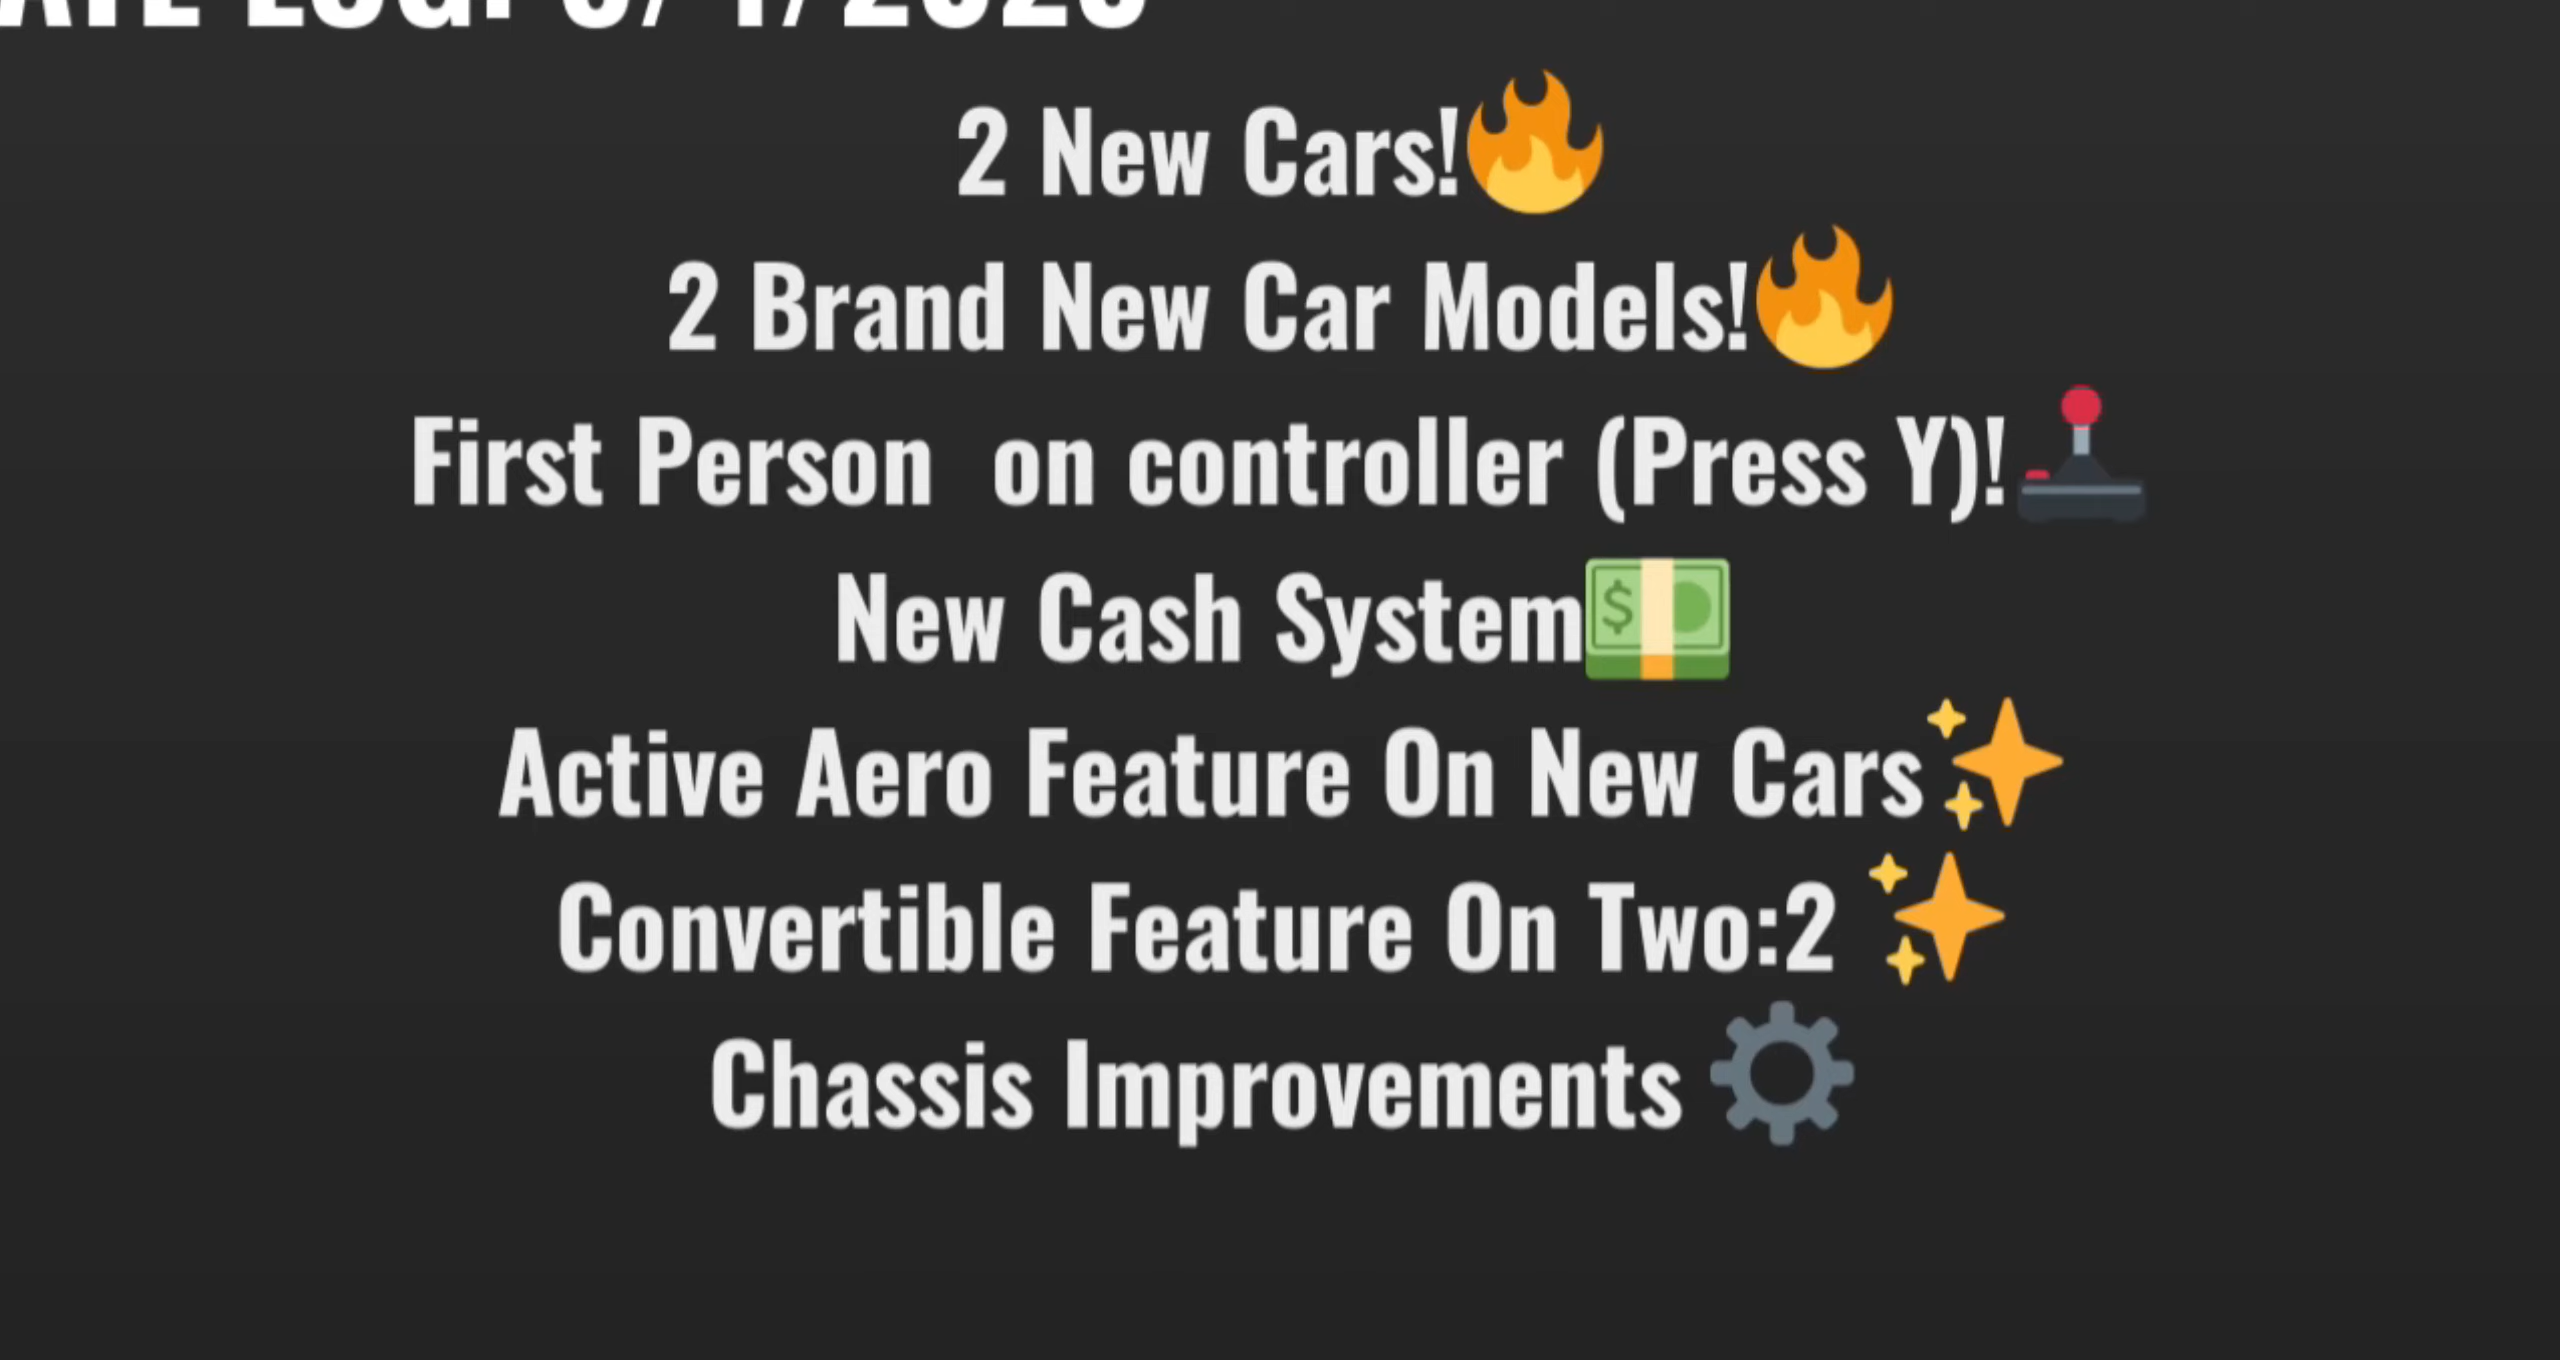 2 New Cars!🔥
2 Brand New Car Models!🔥
First Person  on controller (Press Y)!🕹️
New Cash System💵
Active Aero Feature On New Cars✨
Convertible Feature On Two:2 ✨
Chassis Improvements ⚙️